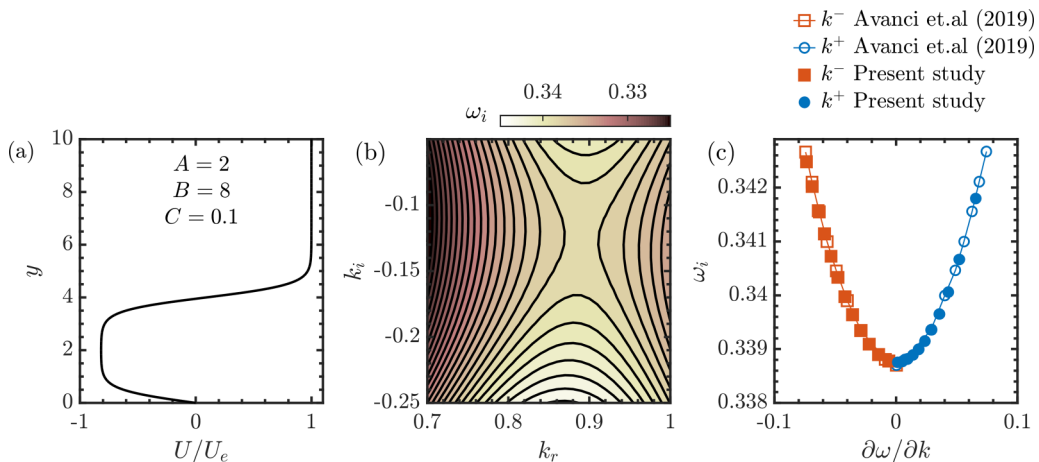 k⁻ Avanci et.al (2019)
k⁺ Avanci et.al (2019)
k⁻ Present study
k⁺ Present study
(a)
10
8
6
4
2
0
y
A = 2
B = 8
C = 0.1
-1
0
1
U/Uₑ
(b)
ωᵢ
0.34
0.33
-0.1
-0.15
-0.2
-0.25
kᵢ
0.7
0.8
0.9
1
kᵣ
(c)
0.342
0.341
0.34
0.339
0.338
ωᵢ
-0.1
0
0.1
∂ω/∂k